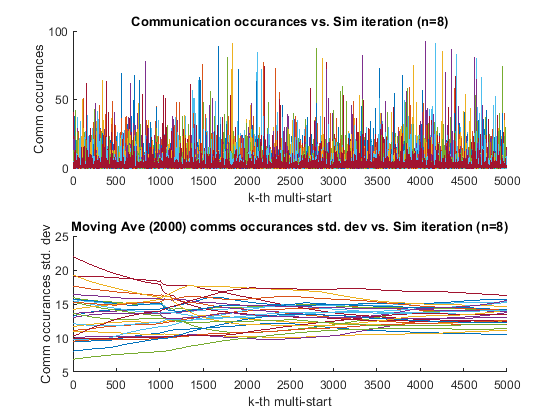 Communication occurances vs. Sim iteration (n=8)
Comm occurances
100
50
0
0 500 1000 1500 2000 2500 3000 3500 4000 4500 5000
k-th multi-start
Moving Ave (2000) comms occurances std. dev vs. Sim iteration (n=8)
Comm occurances std. dev
25
20
15
10
5
0 500 1000 1500 2000 2500 3000 3500 4000 4500 5000
k-th multi-start